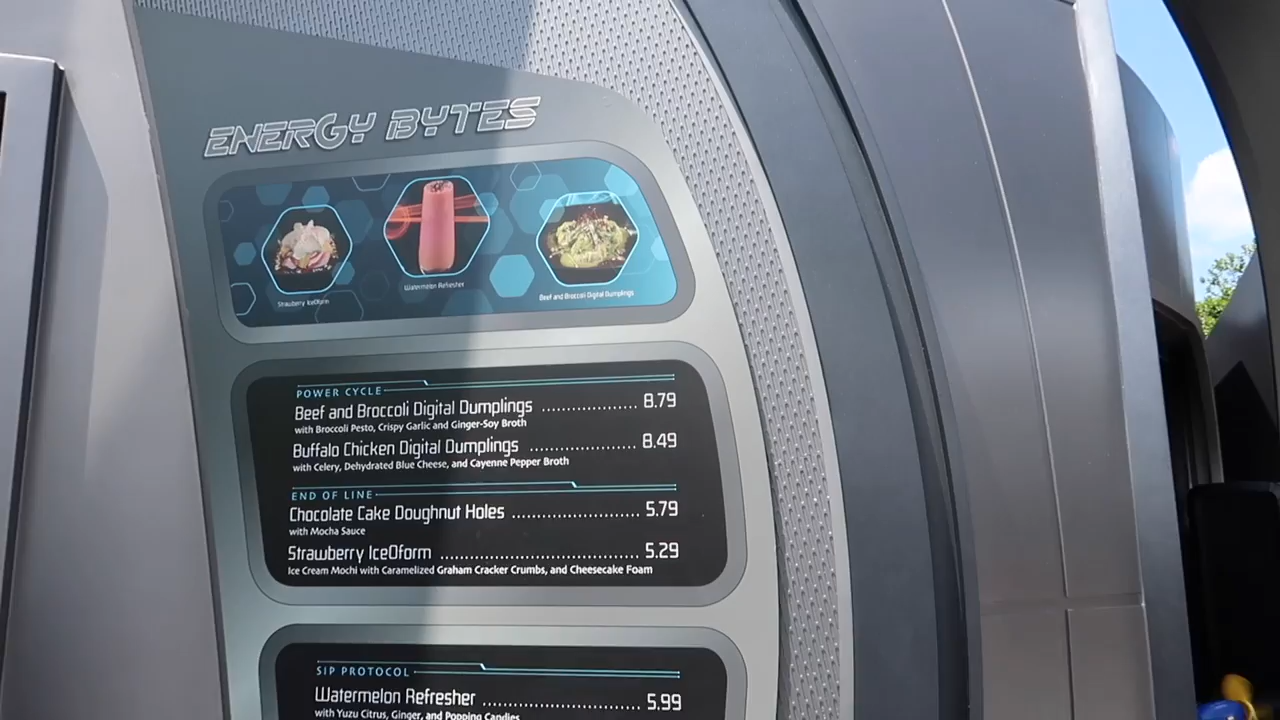 ENERGY BYTES
Strawberry IceOform
Watermelon Refresher
Beef and Broccoli Digital Dumplings
POWER CYCLE
Beef and Broccoli Digital Dumplings .................. 8.79
with Broccoli Pesto, Crispy Garlic and Ginger-Soy Broth
Buffalo Chicken Digital Dumplings .................... 8.49
with Celery, Dehydrated Blue Cheese, and Cayenne Pepper Broth
END OF LINE
Chocolate Cake Doughnut Holes ........................ 5.79
with Mocha Sauce
Strawberry IceOform ..................................... 5.29
Ice Cream Mochi with Caramelized Graham Cracker Crumbs, and Cheesecake Foam
SIP PROTOCOL
Watermelon Refresher ............................. 5.99
with Yuzu Citrus, Ginger, and Popping Candies